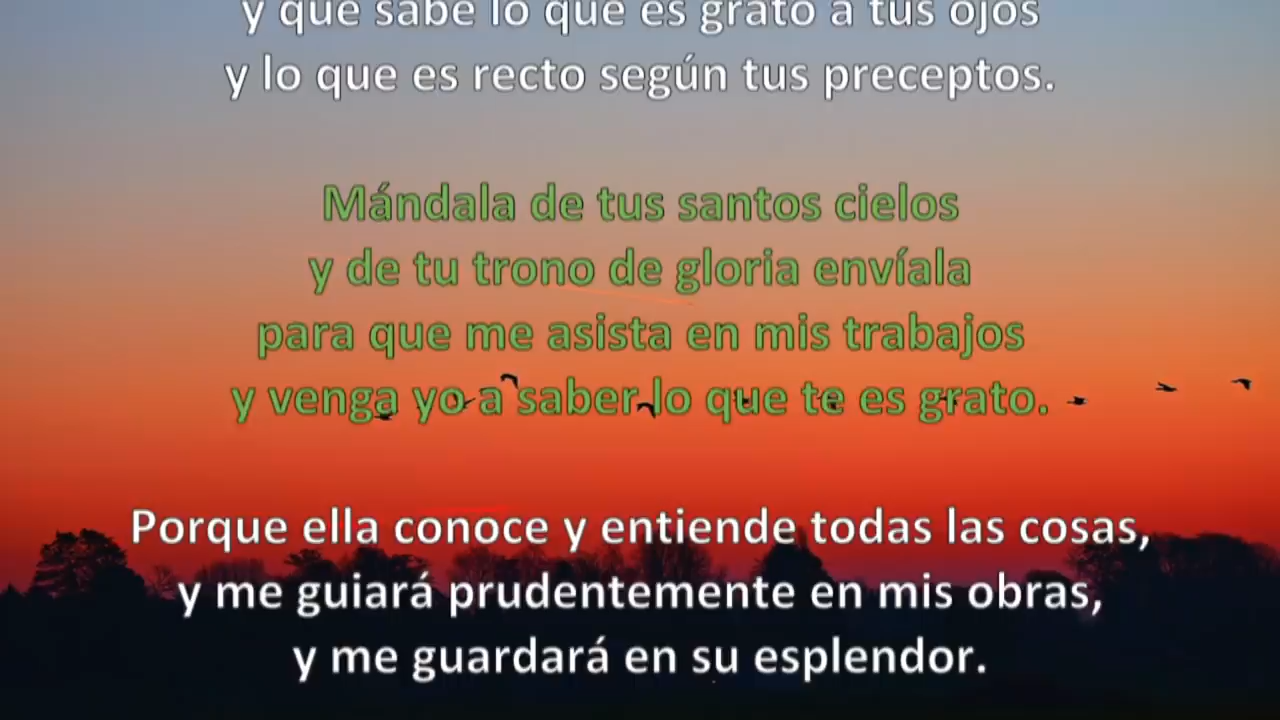 y que sabe lo que es grato a tus ojos
y lo que es recto según tus preceptos.
Mándala de tus santos cielos
y de tu trono de gloria envíala
para que me asista en mis trabajos
y venga yo a saber lo que te es grato.
Porque ella conoce y entiende todas las cosas,
y me guiará prudentemente en mis obras,
y me guardará en su esplendor.